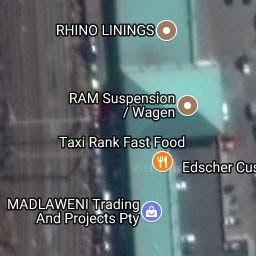 RHINO LININGS
RAM Suspension
/ Wagen
Taxi Rank Fast Food
Edscher Cus
MADLAWENI Trading
And Projects Pty